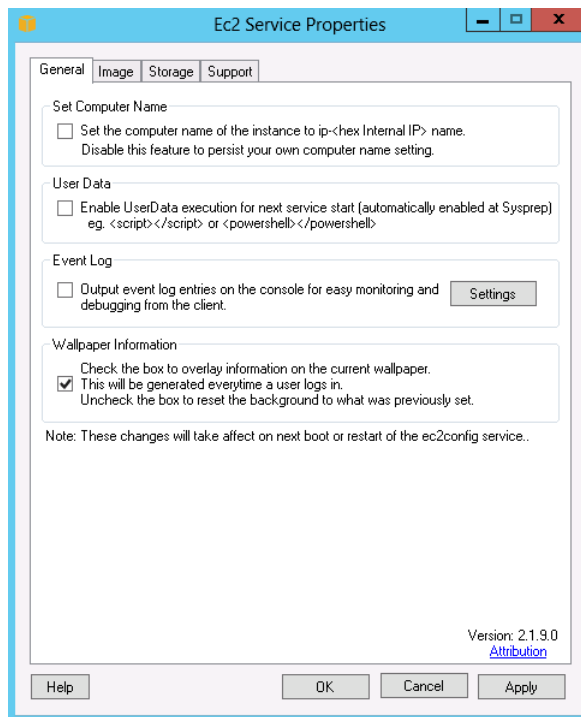 Ec2 Service Properties
General
Image
Storage
Support
Set Computer Name
Set the computer name of the instance to ip-<hex Internal IP> name.
Disable this feature to persist your own computer name setting.
User Data
Enable UserData execution for next service start (automatically enabled at Sysprep)
eg. <script></script> or <powershell></powershell>
Event Log
Output event log entries on the console for easy monitoring and
debugging from the client.
Settings
Wallpaper Information
Check the box to overlay information on the current wallpaper.
This will be generated everytime a user logs in.
Uncheck the box to reset the background to what was previously set.
Note: These changes will take affect on next boot or restart of the ec2config service..
Version: 2.1.9.0
Attribution
Help
OK
Cancel
Apply